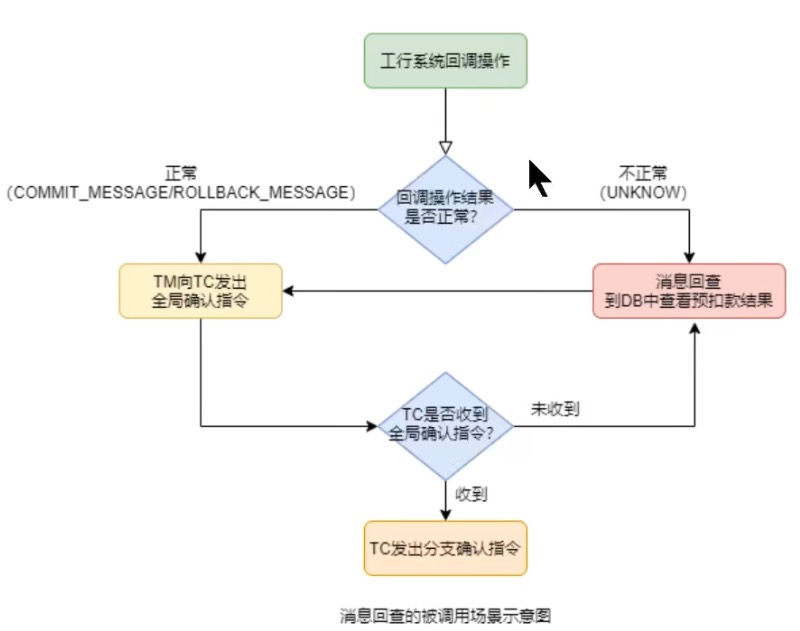 工行系统回调操作
正常
(COMMIT_MESSAGE/ROLLBACK_MESSAGE)
回调操作结果
是否正常?
不正常
(UNKNOW)
TM向TC发出
全局确认指令
消息回查
到DB中查看预扣款结果
TC是否收到
全局确认指令?
未收到
收到
TC发出分支确认指令
消息回查的被调用场景示意图